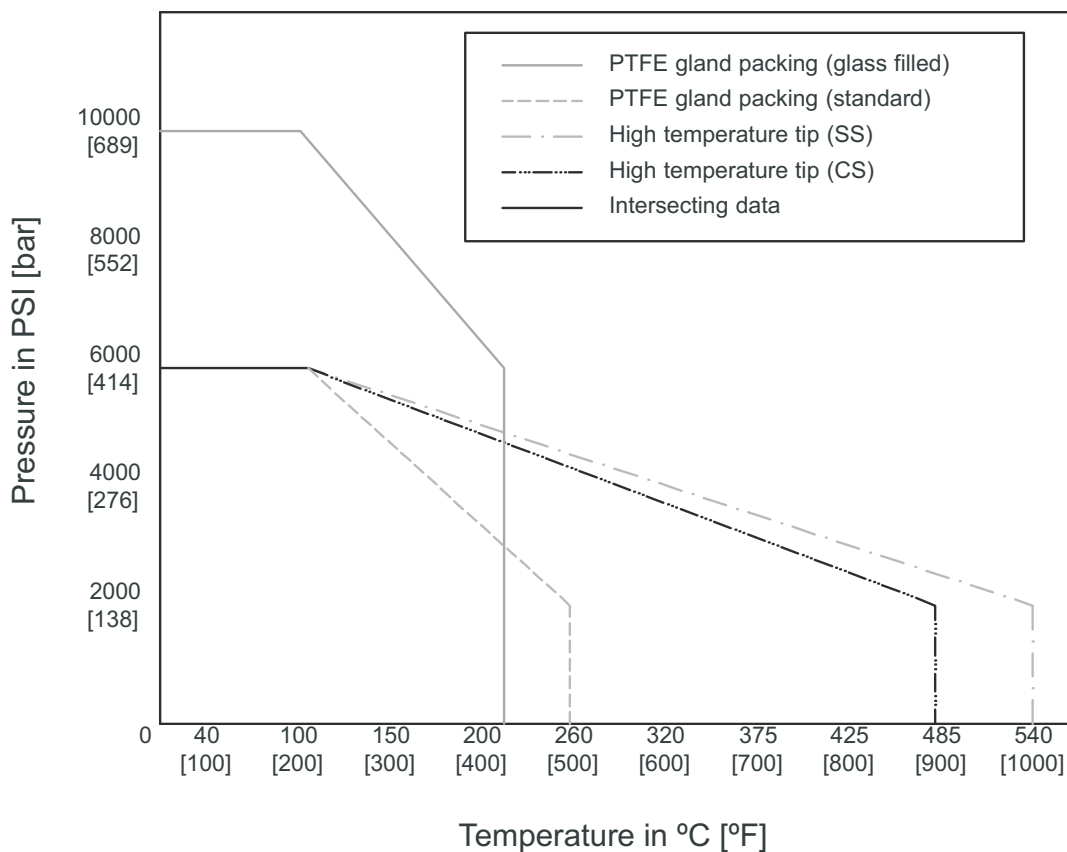 PTFE gland packing (glass filled)
PTFE gland packing (standard)
High temperature tip (SS)
High temperature tip (CS)
Intersecting data
Pressure in PSI [bar]
10000
[689]
8000
[552]
6000
[414]
4000
[276]
2000
[138]
0 40 100 150 200 260 320 375 425 485 540
[100] [200] [300] [400] [500] [600] [700] [800] [900] [1000]
Temperature in ºC [ºF]